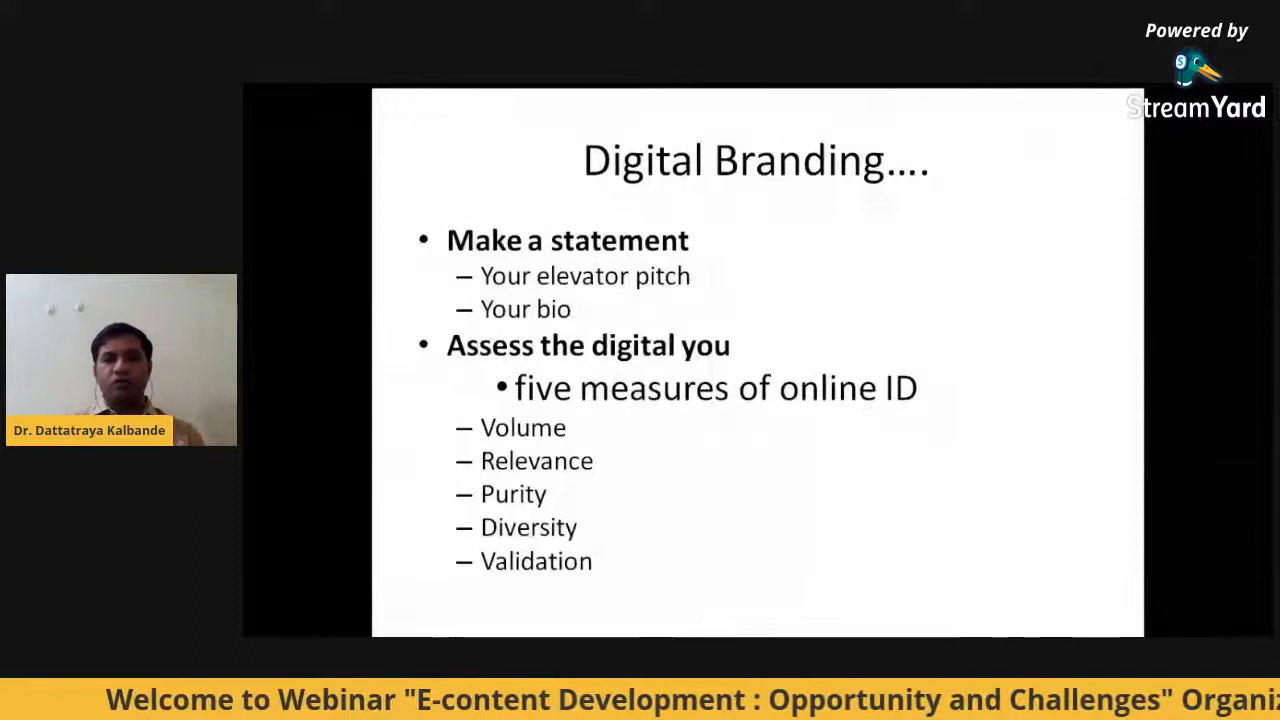 Powered by
StreamYard
Digital Branding....
• Make a statement
– Your elevator pitch
– Your bio
• Assess the digital you
• five measures of online ID
– Volume
– Relevance
– Purity
– Diversity
– Validation
Dr. Dattatraya Kalbande
Welcome to Webinar "E-content Development : Opportunity and Challenges" Organiz